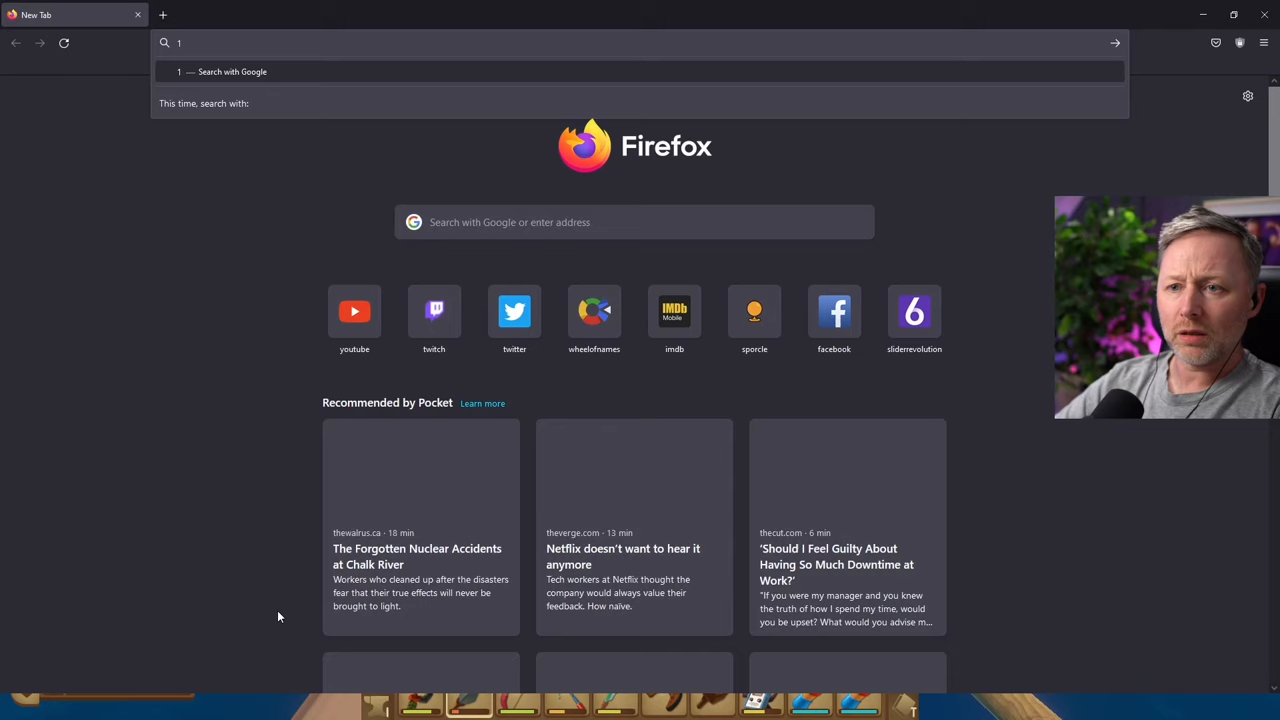 New Tab
1
1 — Search with Google
This time, search with:
Firefox
Search with Google or enter address
IMDb
Mobile
6
youtube
twitch
twitter
wheelofnames
imdb
sporcle
facebook
sliderrevolution
Recommended by Pocket Learn more
thewalrus.ca · 18 min
The Forgotten Nuclear Accidents
at Chalk River
Workers who cleaned up after the disasters
fear that their true effects will never be
brought to light.
theverge.com · 13 min
Netflix doesn’t want to hear it
anymore
Tech workers at Netflix thought the
company would always value their
feedback. How naïve.
thecut.com · 6 min
‘Should I Feel Guilty About
Having So Much Downtime at
Work?’
“If you were my manager and you knew
the truth of how I spend my time, would
you be upset? What would you advise m...
T